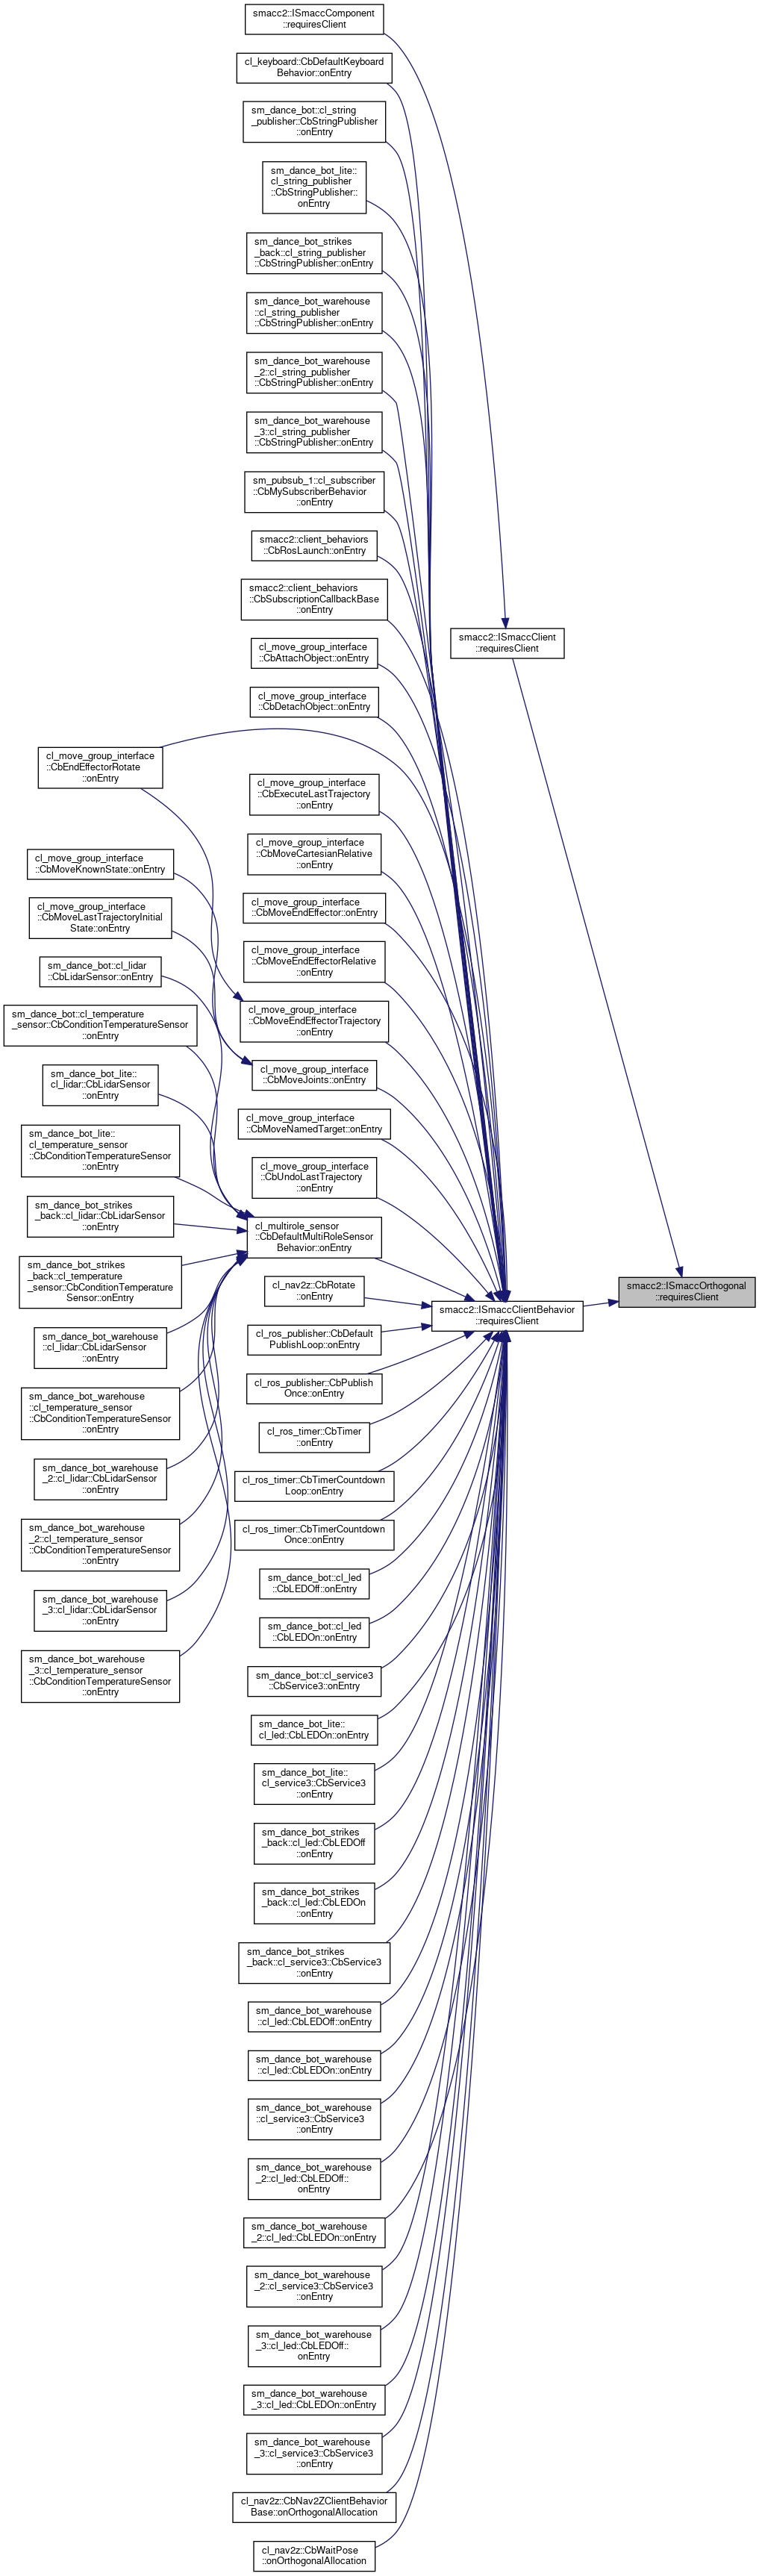 smacc2::ISmaccComponent
::requiresClient
cl_keyboard::CbDefaultKeyboard
Behavior::onEntry
sm_dance_bot::cl_string
_publisher::CbStringPublisher
::onEntry
sm_dance_bot_lite::
cl_string_publisher
::CbStringPublisher::
onEntry
sm_dance_bot_strikes
_back::cl_string_publisher
::CbStringPublisher::onEntry
sm_dance_bot_warehouse
::cl_string_publisher
::CbStringPublisher::onEntry
sm_dance_bot_warehouse
_2::cl_string_publisher
::CbStringPublisher::onEntry
sm_dance_bot_warehouse
_3::cl_string_publisher
::CbStringPublisher::onEntry
sm_pubsub_1::cl_subscriber
::CbMySubscriberBehavior
::onEntry
smacc2::client_behaviors
::CbRosLaunch::onEntry
smacc2::client_behaviors
::CbSubscriptionCallbackBase
::onEntry
cl_move_group_interface
::CbAttachObject::onEntry
cl_move_group_interface
::CbDetachObject::onEntry
cl_move_group_interface
::CbEndEffectorRotate
::onEntry
cl_move_group_interface
::CbExecuteLastTrajectory
::onEntry
cl_move_group_interface
::CbMoveCartesianRelative
::onEntry
cl_move_group_interface
::CbMoveKnownState::onEntry
cl_move_group_interface
::CbMoveEndEffector::onEntry
cl_move_group_interface
::CbMoveLastTrajectoryInitial
State::onEntry
cl_move_group_interface
::CbMoveEndEffectorRelative
::onEntry
sm_dance_bot::cl_lidar
::CbLidarSensor::onEntry
cl_move_group_interface
::CbMoveEndEffectorTrajectory
::onEntry
sm_dance_bot::cl_temperature
_sensor::CbConditionTemperatureSensor
::onEntry
cl_move_group_interface
::CbMoveJoints::onEntry
sm_dance_bot_lite::
cl_lidar::CbLidarSensor
::onEntry
cl_move_group_interface
::CbMoveNamedTarget::onEntry
sm_dance_bot_lite::
cl_temperature_sensor
::CbConditionTemperatureSensor
::onEntry
cl_move_group_interface
::CbUndoLastTrajectory
::onEntry
sm_dance_bot_strikes
_back::cl_lidar::CbLidarSensor
::onEntry
cl_multirole_sensor
::CbDefaultMultiRoleSensor
Behavior::onEntry
sm_dance_bot_strikes
_back::cl_temperature
_sensor::CbConditionTemperature
Sensor::onEntry
cl_nav2z::CbRotate
::onEntry
sm_dance_bot_warehouse
::cl_lidar::CbLidarSensor
::onEntry
cl_ros_publisher::CbDefault
PublishLoop::onEntry
sm_dance_bot_warehouse
::cl_temperature_sensor
::CbConditionTemperatureSensor
::onEntry
cl_ros_publisher::CbPublish
Once::onEntry
cl_ros_timer::CbTimer
::onEntry
sm_dance_bot_warehouse
_2::cl_lidar::CbLidarSensor
::onEntry
cl_ros_timer::CbTimerCountdown
Loop::onEntry
sm_dance_bot_warehouse
_2::cl_temperature_sensor
::CbConditionTemperatureSensor
::onEntry
cl_ros_timer::CbTimerCountdown
Once::onEntry
sm_dance_bot_warehouse
_3::cl_lidar::CbLidarSensor
::onEntry
sm_dance_bot::cl_led
::CbLEDOff::onEntry
sm_dance_bot_warehouse
_3::cl_temperature_sensor
::CbConditionTemperatureSensor
::onEntry
sm_dance_bot::cl_led
::CbLEDOn::onEntry
sm_dance_bot::cl_service3
::CbService3::onEntry
sm_dance_bot_lite::
cl_led::CbLEDOn::onEntry
sm_dance_bot_lite::
cl_service3::CbService3
::onEntry
sm_dance_bot_strikes
_back::cl_led::CbLEDOff
::onEntry
sm_dance_bot_strikes
_back::cl_led::CbLEDOn
::onEntry
sm_dance_bot_strikes
_back::cl_service3::CbService3
::onEntry
sm_dance_bot_warehouse
::cl_led::CbLEDOff::onEntry
sm_dance_bot_warehouse
::cl_led::CbLEDOn::onEntry
sm_dance_bot_warehouse
::cl_service3::CbService3
::onEntry
sm_dance_bot_warehouse
_2::cl_led::CbLEDOff::
onEntry
sm_dance_bot_warehouse
_2::cl_led::CbLEDOn::onEntry
sm_dance_bot_warehouse
_2::cl_service3::CbService3
::onEntry
sm_dance_bot_warehouse
_3::cl_led::CbLEDOff::
onEntry
sm_dance_bot_warehouse
_3::cl_led::CbLEDOn::onEntry
sm_dance_bot_warehouse
_3::cl_service3::CbService3
::onEntry
cl_nav2z::CbNav2ZClientBehavior
Base::onOrthogonalAllocation
cl_nav2z::CbWaitPose
::onOrthogonalAllocation
smacc2::ISmaccClient
::requiresClient
smacc2::ISmaccClientBehavior
::requiresClient
smacc2::ISmaccOrthogonal
::requiresClient